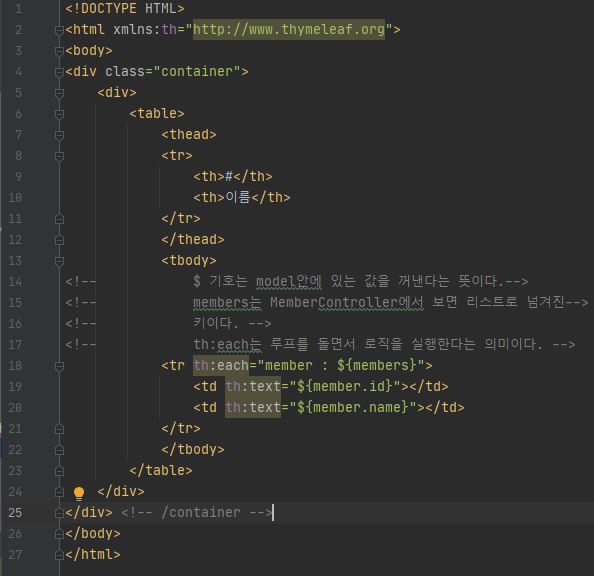 1 <!DOCTYPE HTML>
2 <html xmlns:th="http://www.thymeleaf.org">
3 <body>
4 <div class="container">
5     <div>
6         <table>
7             <thead>
8             <tr>
9                 <th>#</th>
10                 <th>이름</th>
11             </tr>
12             </thead>
13             <tbody>
14 <!--            $ 기호는 model안에 있는 값을 꺼낸다는 뜻이다.-->
15 <!--            members는 MemberController에서 보면 리스트로 넘겨진-->
16 <!--            키이다. -->
17 <!--            th:each는 루프를 돌면서 로직을 실행한다는 의미이다. -->
18             <tr th:each="member : ${members}">
19                 <td th:text="${member.id}"></td>
20                 <td th:text="${member.name}"></td>
21             </tr>
22             </tbody>
23         </table>
24     </div>
25 </div> <!-- /container -->
26 </body>
27 </html>